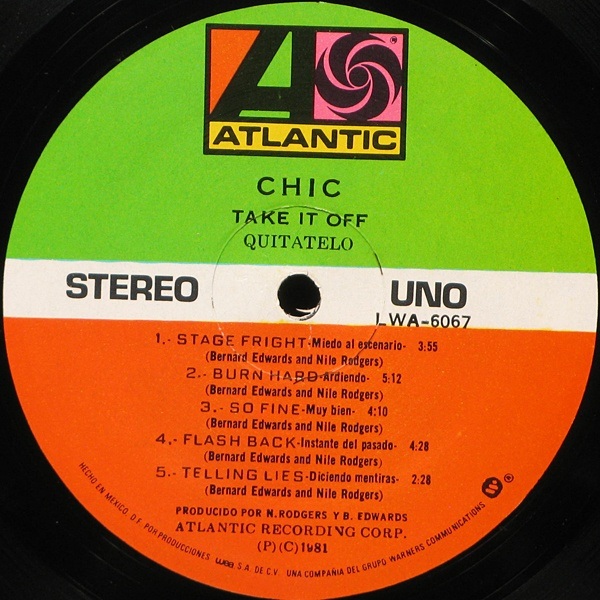 ATLANTIC
CHIC
TAKE IT OFF
QUITATELO
STEREO
UNO
LWA-6067
1.- STAGE FRIGHT-Miedo al escenario- 3:55
(Bernard Edwards and Nile Rodgers)
2.- BURN HARD-Ardiendo- 5:12
(Bernard Edwards and Nile Rodgers)
3.- SO FINE-Muy bien- 4:10
(Bernard Edwards and Nile Rodgers)
4.- FLASH BACK-Instante del pasado- 4:28
(Bernard Edwards and Nile Rodgers)
5.- TELLING LIES-Diciendo mentiras- 2:28
(Bernard Edwards and Nile Rodgers)
PRODUCIDO POR N. RODGERS Y B. EDWARDS
ATLANTIC RECORDING CORP.
(P)(C)1981
HECHO EN MEXICO, D.F. POR PRODUCCIONES wea S.A. DE C.V. UNA COMPAÑIA DEL GRUPO WARNERS COMMUNICATIONS